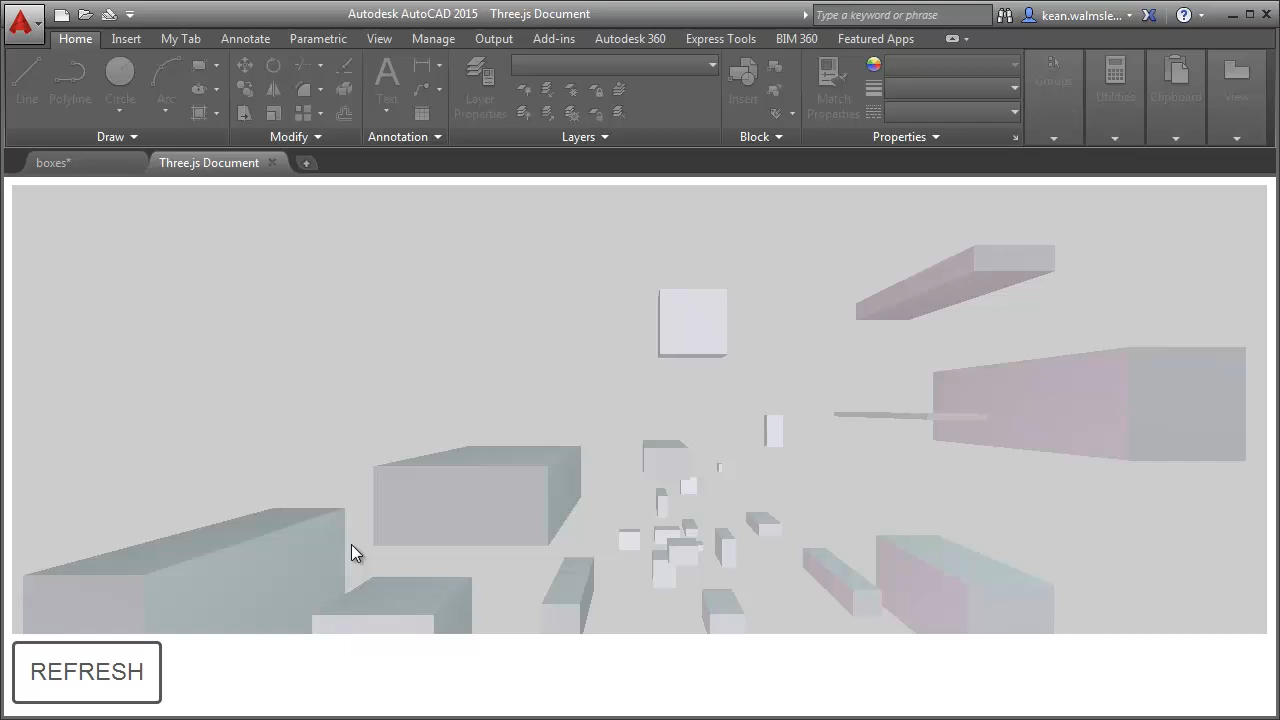 Autodesk AutoCAD 2015 Three.js Document
Type a keyword or phrase
kean.walmsle...
Home Insert My Tab Annotate Parametric View Manage Output Add-ins Autodesk 360 Express Tools BIM 360 Featured Apps
Line Polyline Circle Arc
Text
Layer Properties
Insert
Match Properties
Groups Utilities Clipboard View
Draw Modify Annotation Layers Block Properties
boxes* Three.js Document
REFRESH